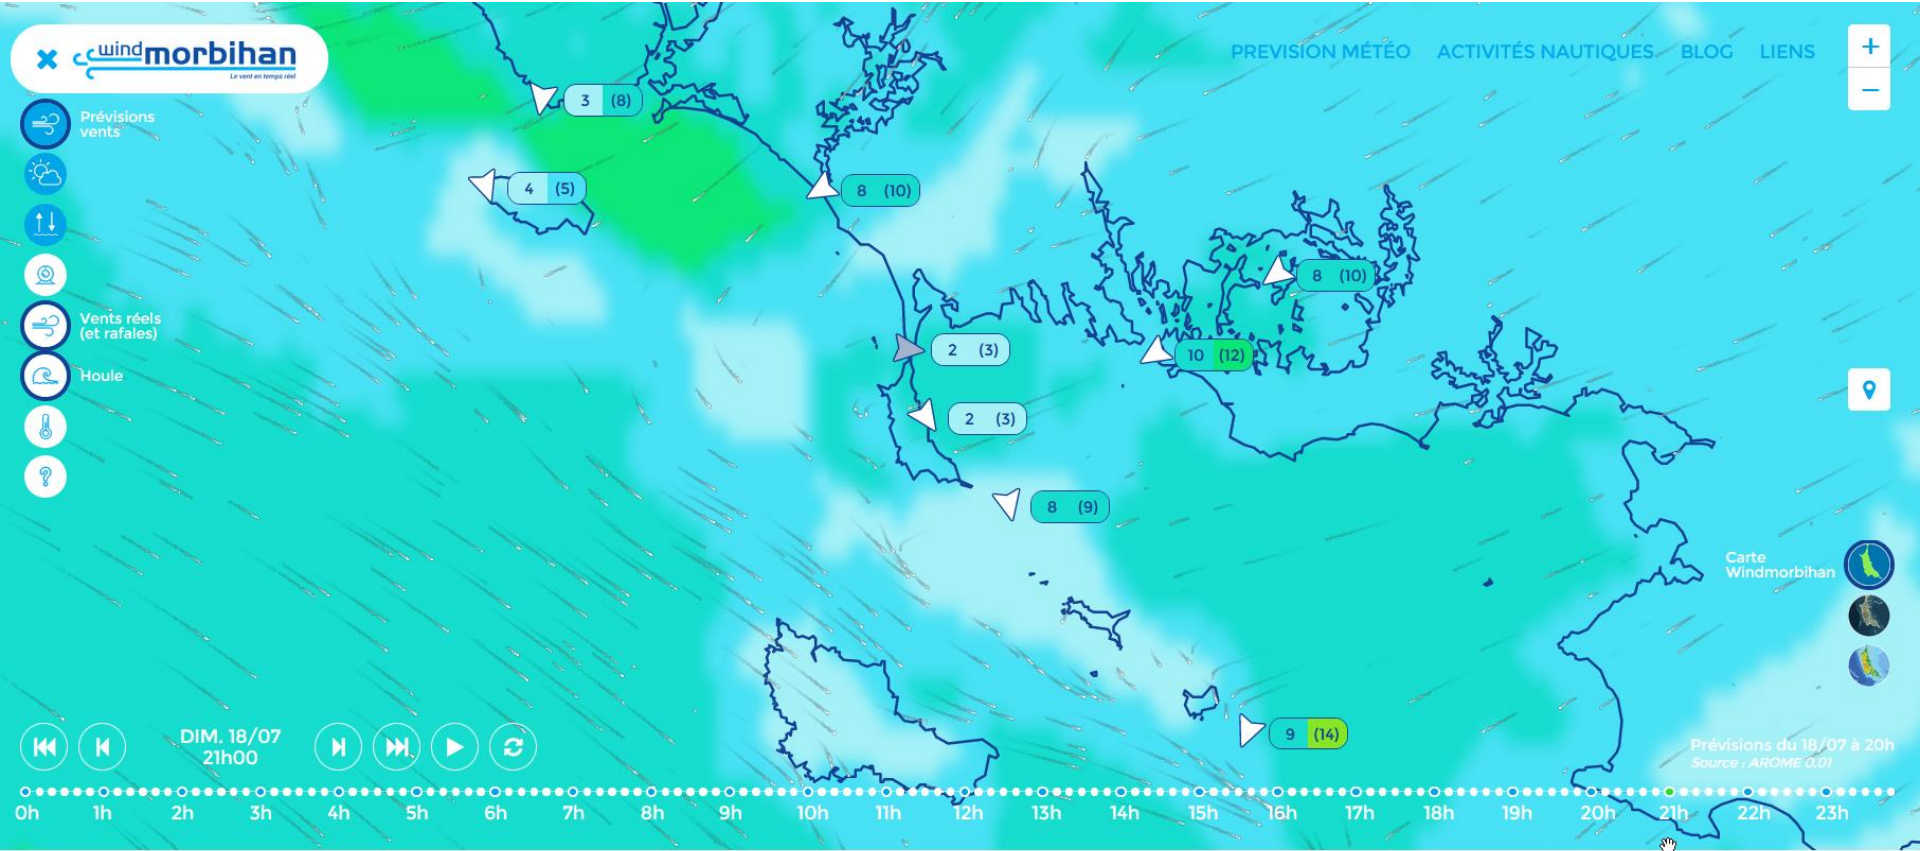 windmorbihan
Le vent en temps réel
PREVISION MÉTÉO ACTIVITÉS NAUTIQUES BLOG LIENS
+
−
Prévisions
vents
3 (8)
4 (5)
8 (10)
8 (10)
Vents réels
(et rafales)
2 (3)
10 (12)
Houle
2 (3)
8 (9)
Carte
Windmorbihan
9 (14)
DIM. 18/07
21h00
Prévisions du 18/07 à 20h
Source : AROME 0.01
0h 1h 2h 3h 4h 5h 6h 7h 8h 9h 10h 11h 12h 13h 14h 15h 16h 17h 18h 19h 20h 21h 22h 23h